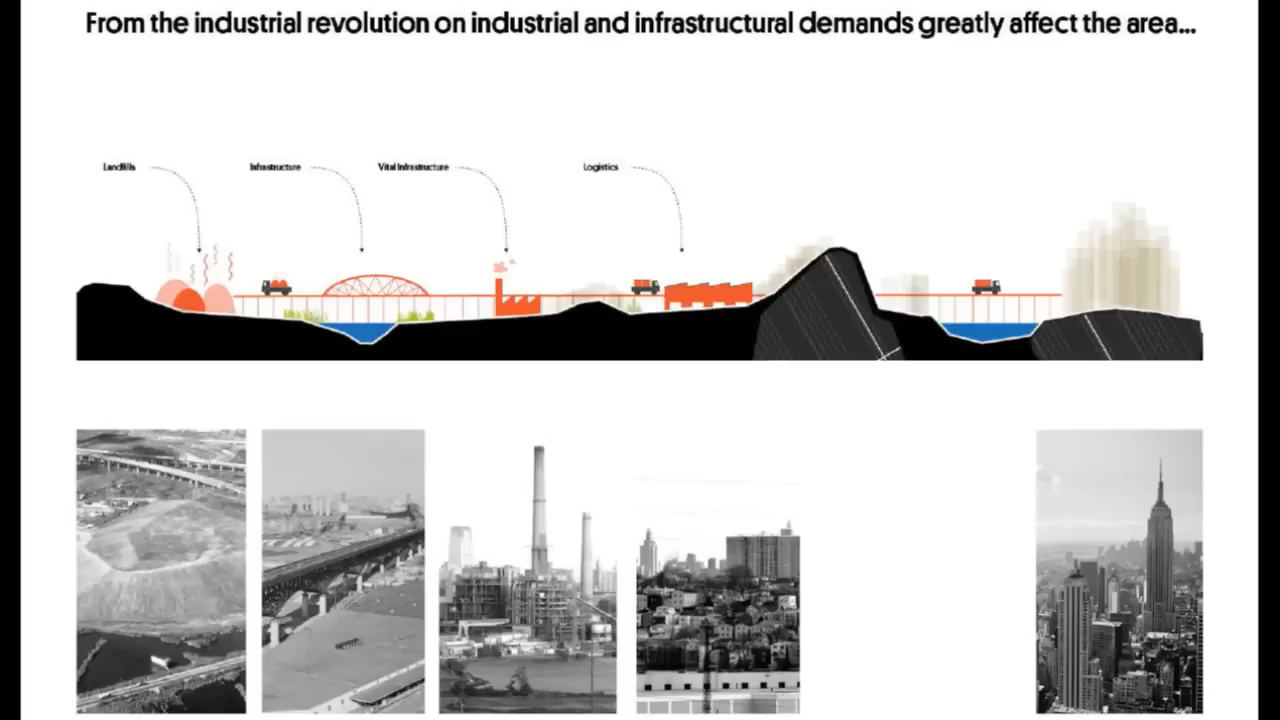 From the industrial revolution on industrial and infrastructural demands greatly affect the area...
Landfills
Infrastructure
Vital Infrastructure
Logistics